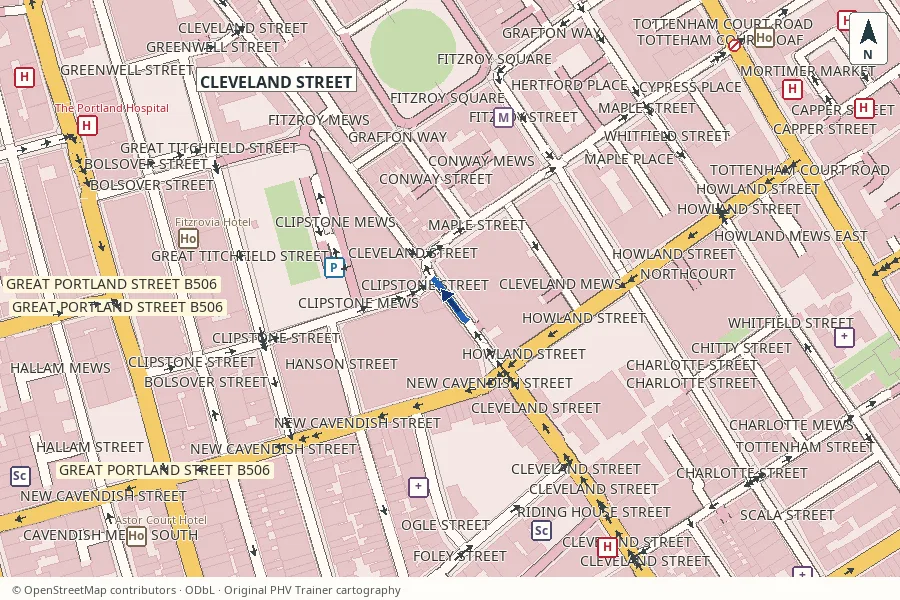 CLEVELAND STREET
TOTTENHAM COURT ROAD
GRAFTON WAY
TOTTEHAM COURT LOAF
Ho
H
GREENWELL STREET
N
FITZROY SQUARE
GREENWELL STREET
MORTIMER MARKET
H
CLEVELAND STREET
HERTFORD PLACE
CYPRESS PLACE
H
FITZROY SQUARE
The Portland Hospital
MAPLE STREET
CAPPER STREET
H
H
FITZROY MEWS
M
FITZROY STREET
CAPPER STREET
GRAFTON WAY
WHITFIELD STREET
GREAT TITCHFIELD STREET
BOLSOVER STREET
CONWAY MEWS
MAPLE PLACE
TOTTENHAM COURT ROAD
BOLSOVER STREET
CONWAY STREET
HOWLAND STREET
HOWLAND STREET
Fitzrovia Hotel
CLIPSTONE MEWS
MAPLE STREET
Ho
HOWLAND MEWS EAST
GREAT TITCHFIELD STREET
CLEVELAND STREET
HOWLAND STREET
P
NORTHCOURT
GREAT PORTLAND STREET B506
CLIPSTONE STREET
CLEVELAND MEWS
GREAT PORTLAND STREET B506
CLIPSTONE MEWS
HOWLAND STREET
WHITFIELD STREET
CLIPSTONE STREET
CHITTY STREET
HALLAM MEWS
CLIPSTONE STREET
HANSON STREET
HOWLAND STREET
CHARLOTTE STREET
BOLSOVER STREET
NEW CAVENDISH STREET
CHARLOTTE STREET
CLEVELAND STREET
NEW CAVENDISH STREET
CHARLOTTE MEWS
HALLAM STREET
NEW CAVENDISH STREET
TOTTENHAM STREET
GREAT PORTLAND STREET B506
CLEVELAND STREET
CHARLOTTE STREET
Sc
NEW CAVENDISH STREET
CLEVELAND STREET
RIDING HOUSE STREET
SCALA STREET
Astor Court Hotel
OGLE STREET
Sc
CAVENDISH MEWS SOUTH
Ho
CLEVELAND STREET
H
FOLEY STREET
CLEVELAND STREET
© OpenStreetMap contributors · ODbL · Original PHV Trainer cartography